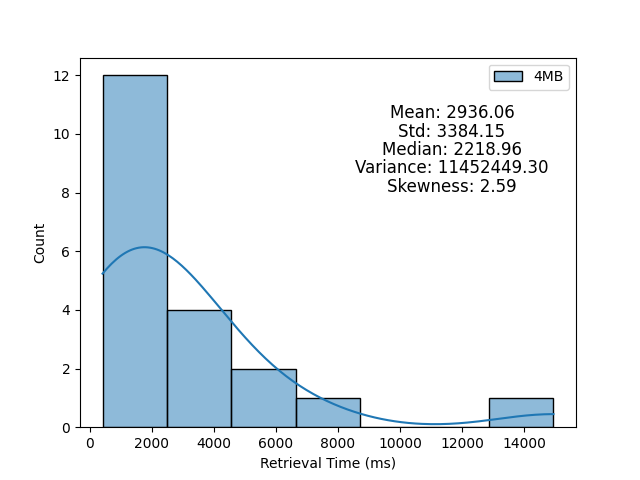 4MB
Mean: 2936.06
Std: 3384.15
Median: 2218.96
Variance: 11452449.30
Skewness: 2.59
12
10
8
6
4
2
0
Count
0 2000 4000 6000 8000 10000 12000 14000
Retrieval Time (ms)